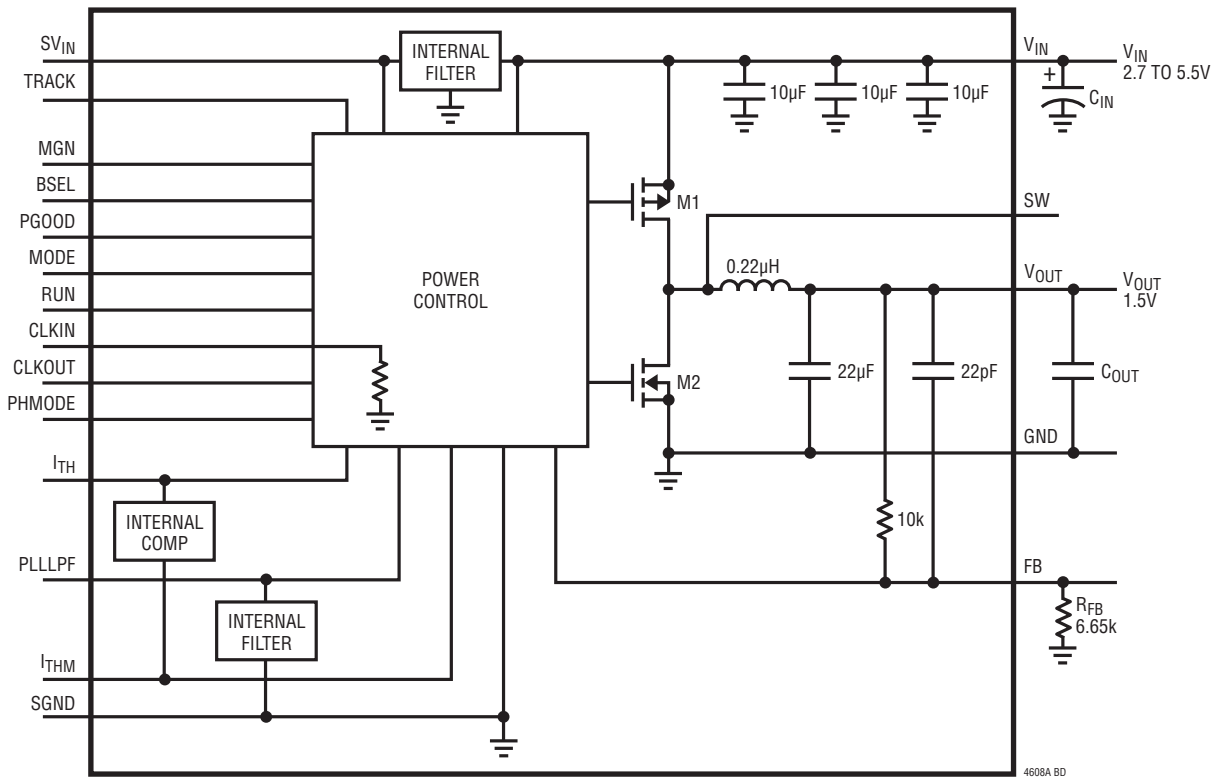 SVIN
TRACK
MGN
BSEL
PGOOD
MODE
RUN
CLKIN
CLKOUT
PHMODE
ITH
PLLLPF
ITHM
SGND
INTERNAL
FILTER
POWER
CONTROL
INTERNAL
COMP
INTERNAL
FILTER
10µF
10µF
10µF
M1
0.22µH
M2
22µF
22pF
10k
VIN
VIN
2.7 TO 5.5V
+
CIN
SW
VOUT
VOUT
1.5V
COUT
GND
FB
RFB
6.65k
4608A BD